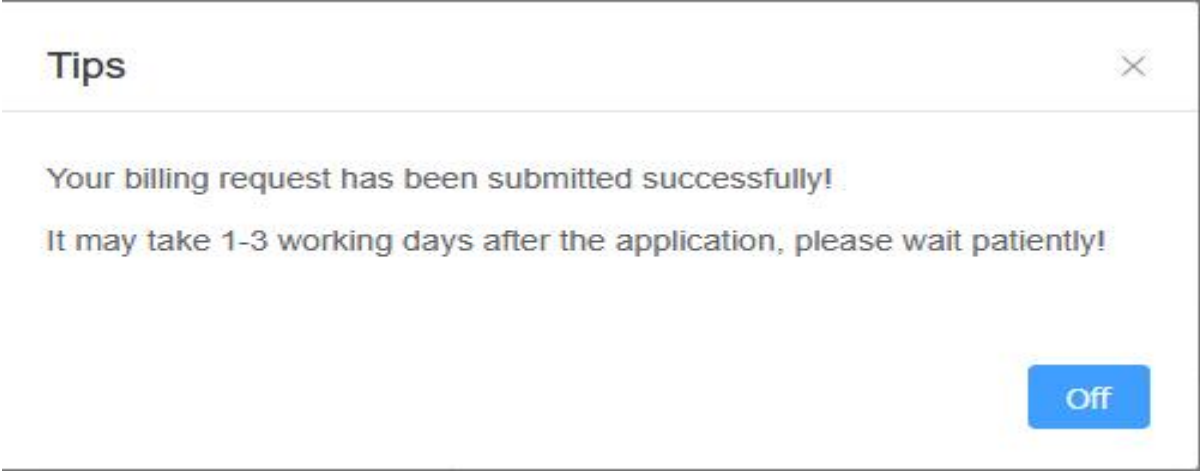 Tips
Your billing request has been submitted successfully!
It may take 1-3 working days after the application, please wait patiently!
Off